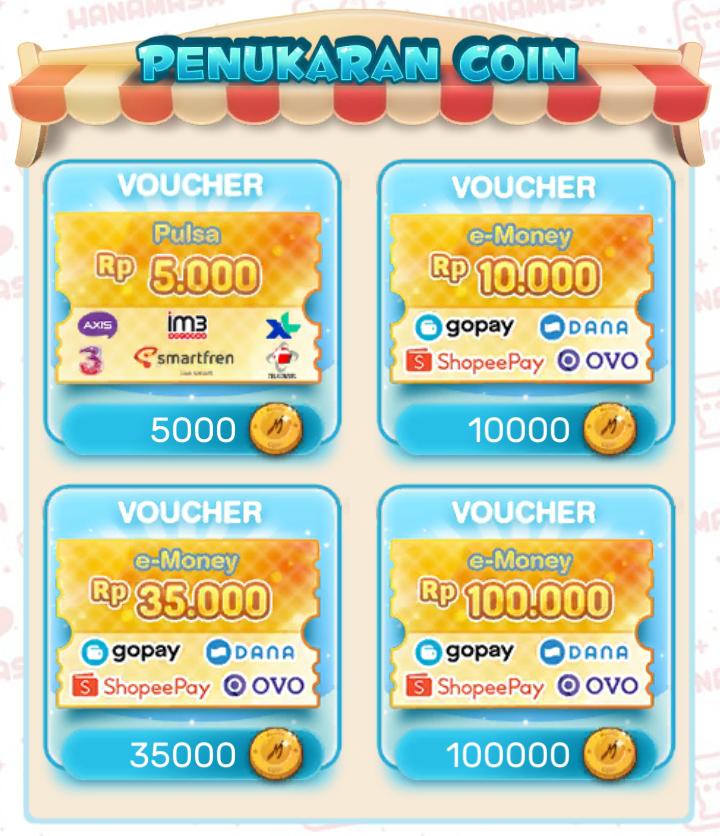 HANAMASA
PENUKARAN COIN
VOUCHER
Pulsa
Rp 5.000
AXIS
im3
XL
3
smartfren
TELKOMSEL
5000
VOUCHER
e-Money
Rp 10.000
gopay
DANA
ShopeePay
OVO
10000
VOUCHER
e-Money
Rp 35.000
gopay
DANA
ShopeePay
OVO
35000
VOUCHER
e-Money
Rp 100.000
gopay
DANA
ShopeePay
OVO
100000